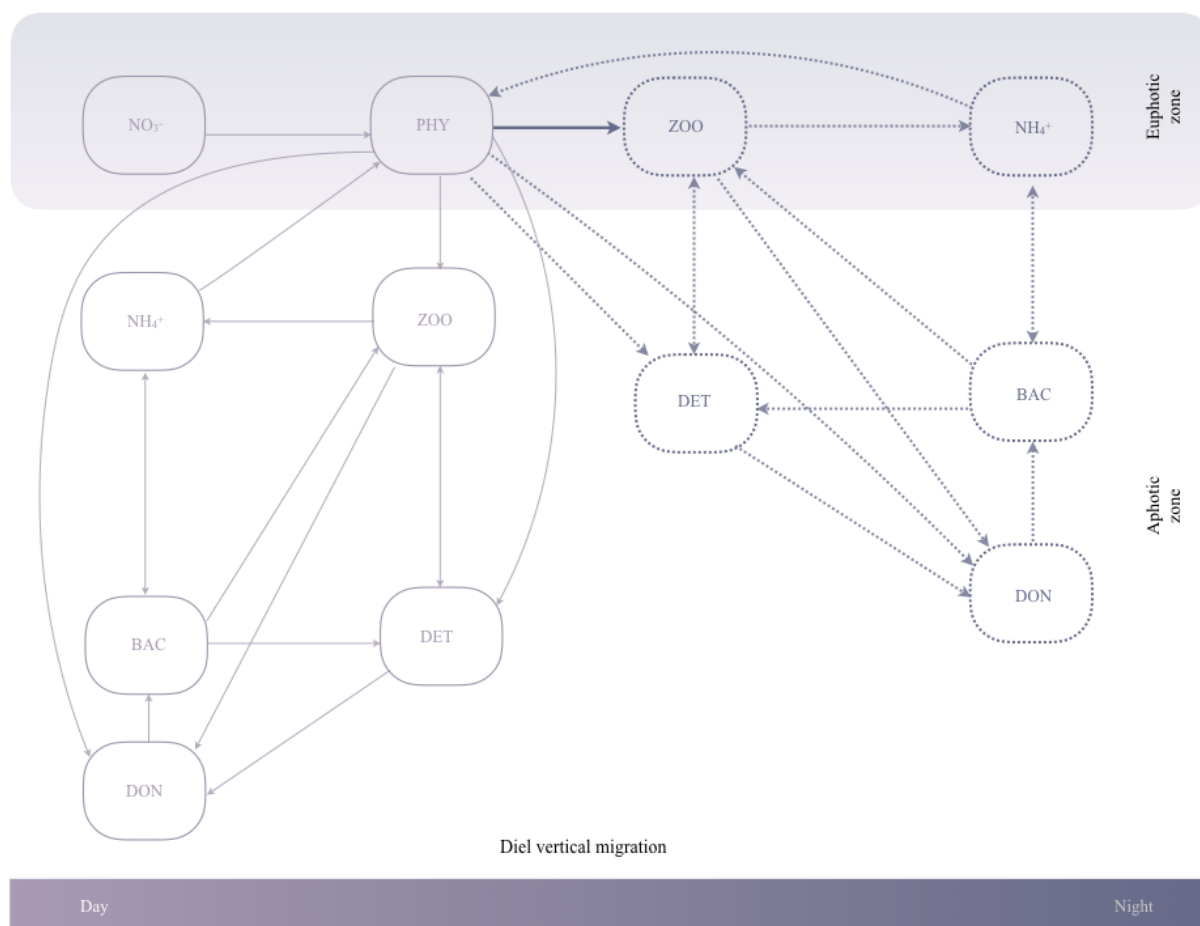 NO₃-
PHY
ZOO
NH₄⁺
Euphotic
zone
NH₄⁺
ZOO
DET
BAC
Aphotic
zone
DON
BAC
DET
DON
Diel vertical migration
Day
Night